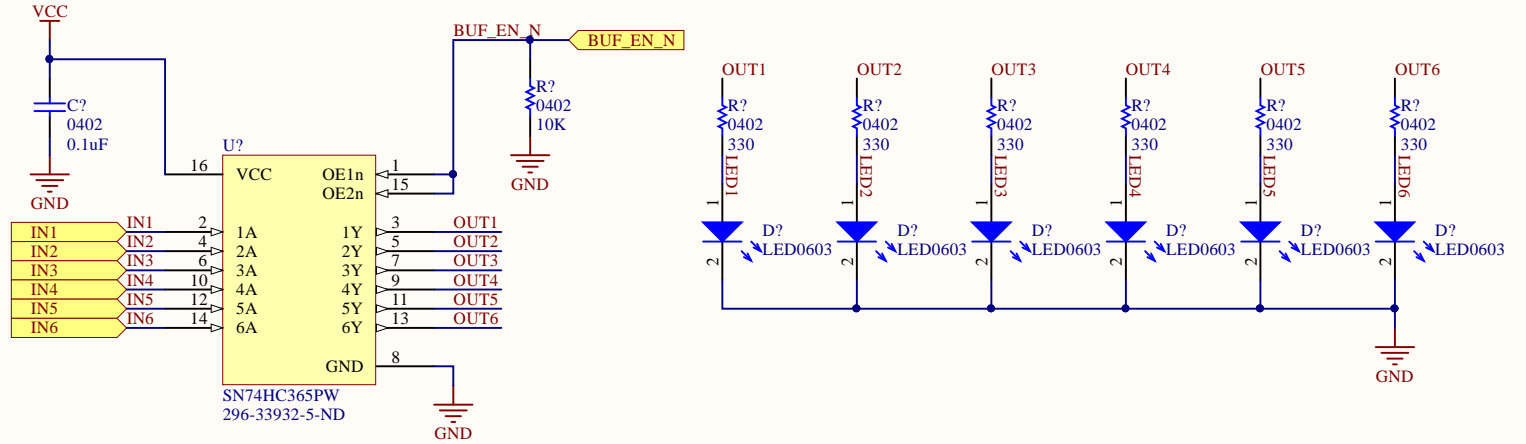 VCC
C?
0402
0.1uF
GND
U?
16
VCC
OE1n
1
OE2n
15
BUF_EN_N
BUF_EN_N
R?
0402
10K
GND
IN1 IN1 2 1A 1Y 3 OUT1
IN2 IN2 4 2A 2Y 5 OUT2
IN3 IN3 6 3A 3Y 7 OUT3
IN4 IN4 10 4A 4Y 9 OUT4
IN5 IN5 12 5A 5Y 11 OUT5
IN6 IN6 14 6A 6Y 13 OUT6
GND 8
SN74HC365PW
296-33932-5-ND
GND
OUT1
R?
0402
330
LED1
1
D?
LED0603
2
OUT2
R?
0402
330
LED2
1
D?
LED0603
2
OUT3
R?
0402
330
LED3
1
D?
LED0603
2
OUT4
R?
0402
330
LED4
1
D?
LED0603
2
OUT5
R?
0402
330
LED5
1
D?
LED0603
2
OUT6
R?
0402
330
LED6
1
D?
LED0603
2
GND